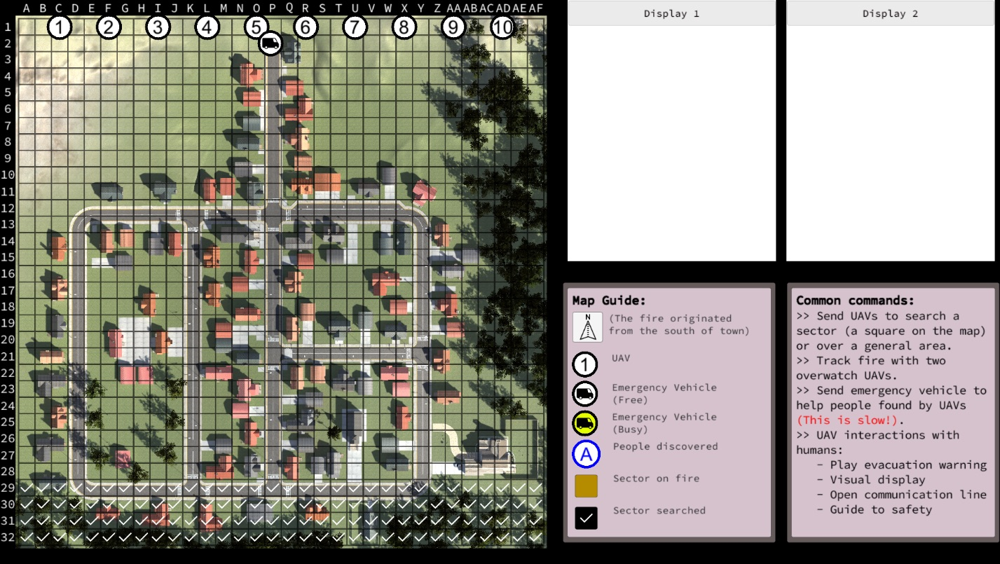 A B C D E F G H I J K L M N O P Q R S T U V W X Y Z AA AB AC AD AE AF
1 2 3 4 5 6 7 8 9 10
1
2
3
4
5
6
7
8
9
10
11
12
13
14
15
16
17
18
19
20
21
22
23
24
25
26
27
28
29
30
31
32
Display 1
Display 2
Map Guide:
N
(The fire originated
from the south of town)
1 UAV
Emergency Vehicle
(Free)
Emergency Vehicle
(Busy)
A People discovered
Sector on fire
Sector searched
Common commands:
>> Send UAVs to search a
sector (a square on the map)
or over a general area.
>> Track fire with two
overwatch UAVs.
>> Send emergency vehicle to
help people found by UAVs
(This is slow!).
>> UAV interactions with
humans:
- Play evacuation warning
- Visual display
- Open communication line
- Guide to safety